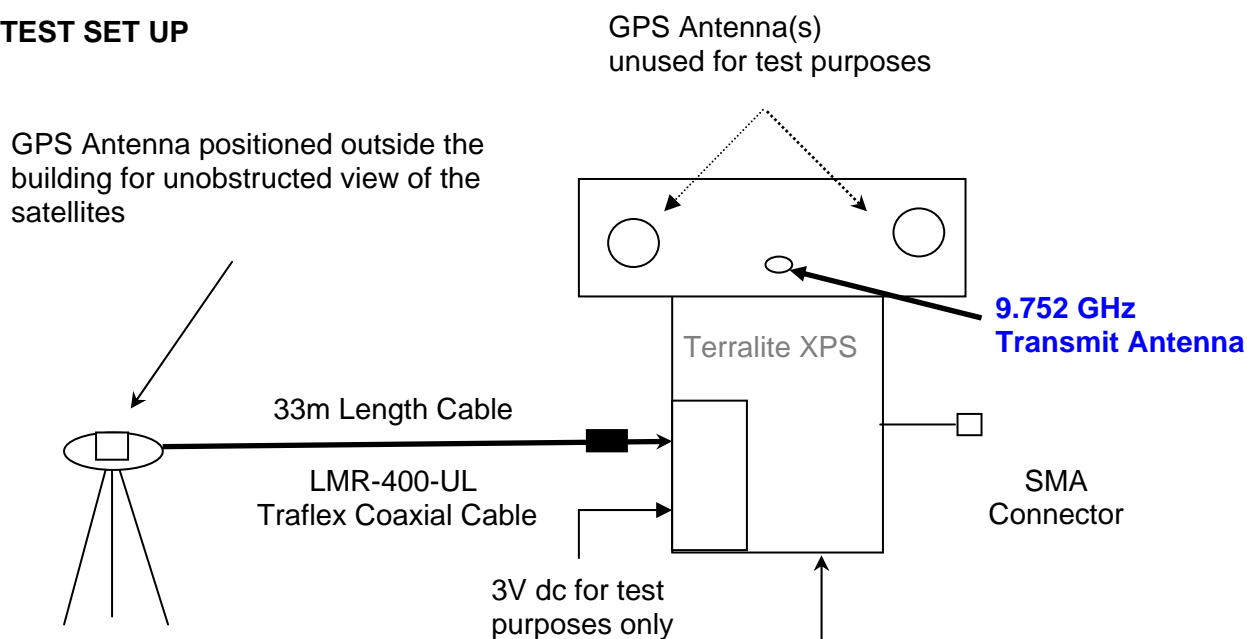 TEST SET UP
GPS Antenna(s)
unused for test purposes
GPS Antenna positioned outside the
building for unobstructed view of the
satellites
9.752 GHz
Transmit Antenna
Terralite XPS
33m Length Cable
LMR-400-UL
Traflex Coaxial Cable
SMA
Connector
3V dc for test
purposes only